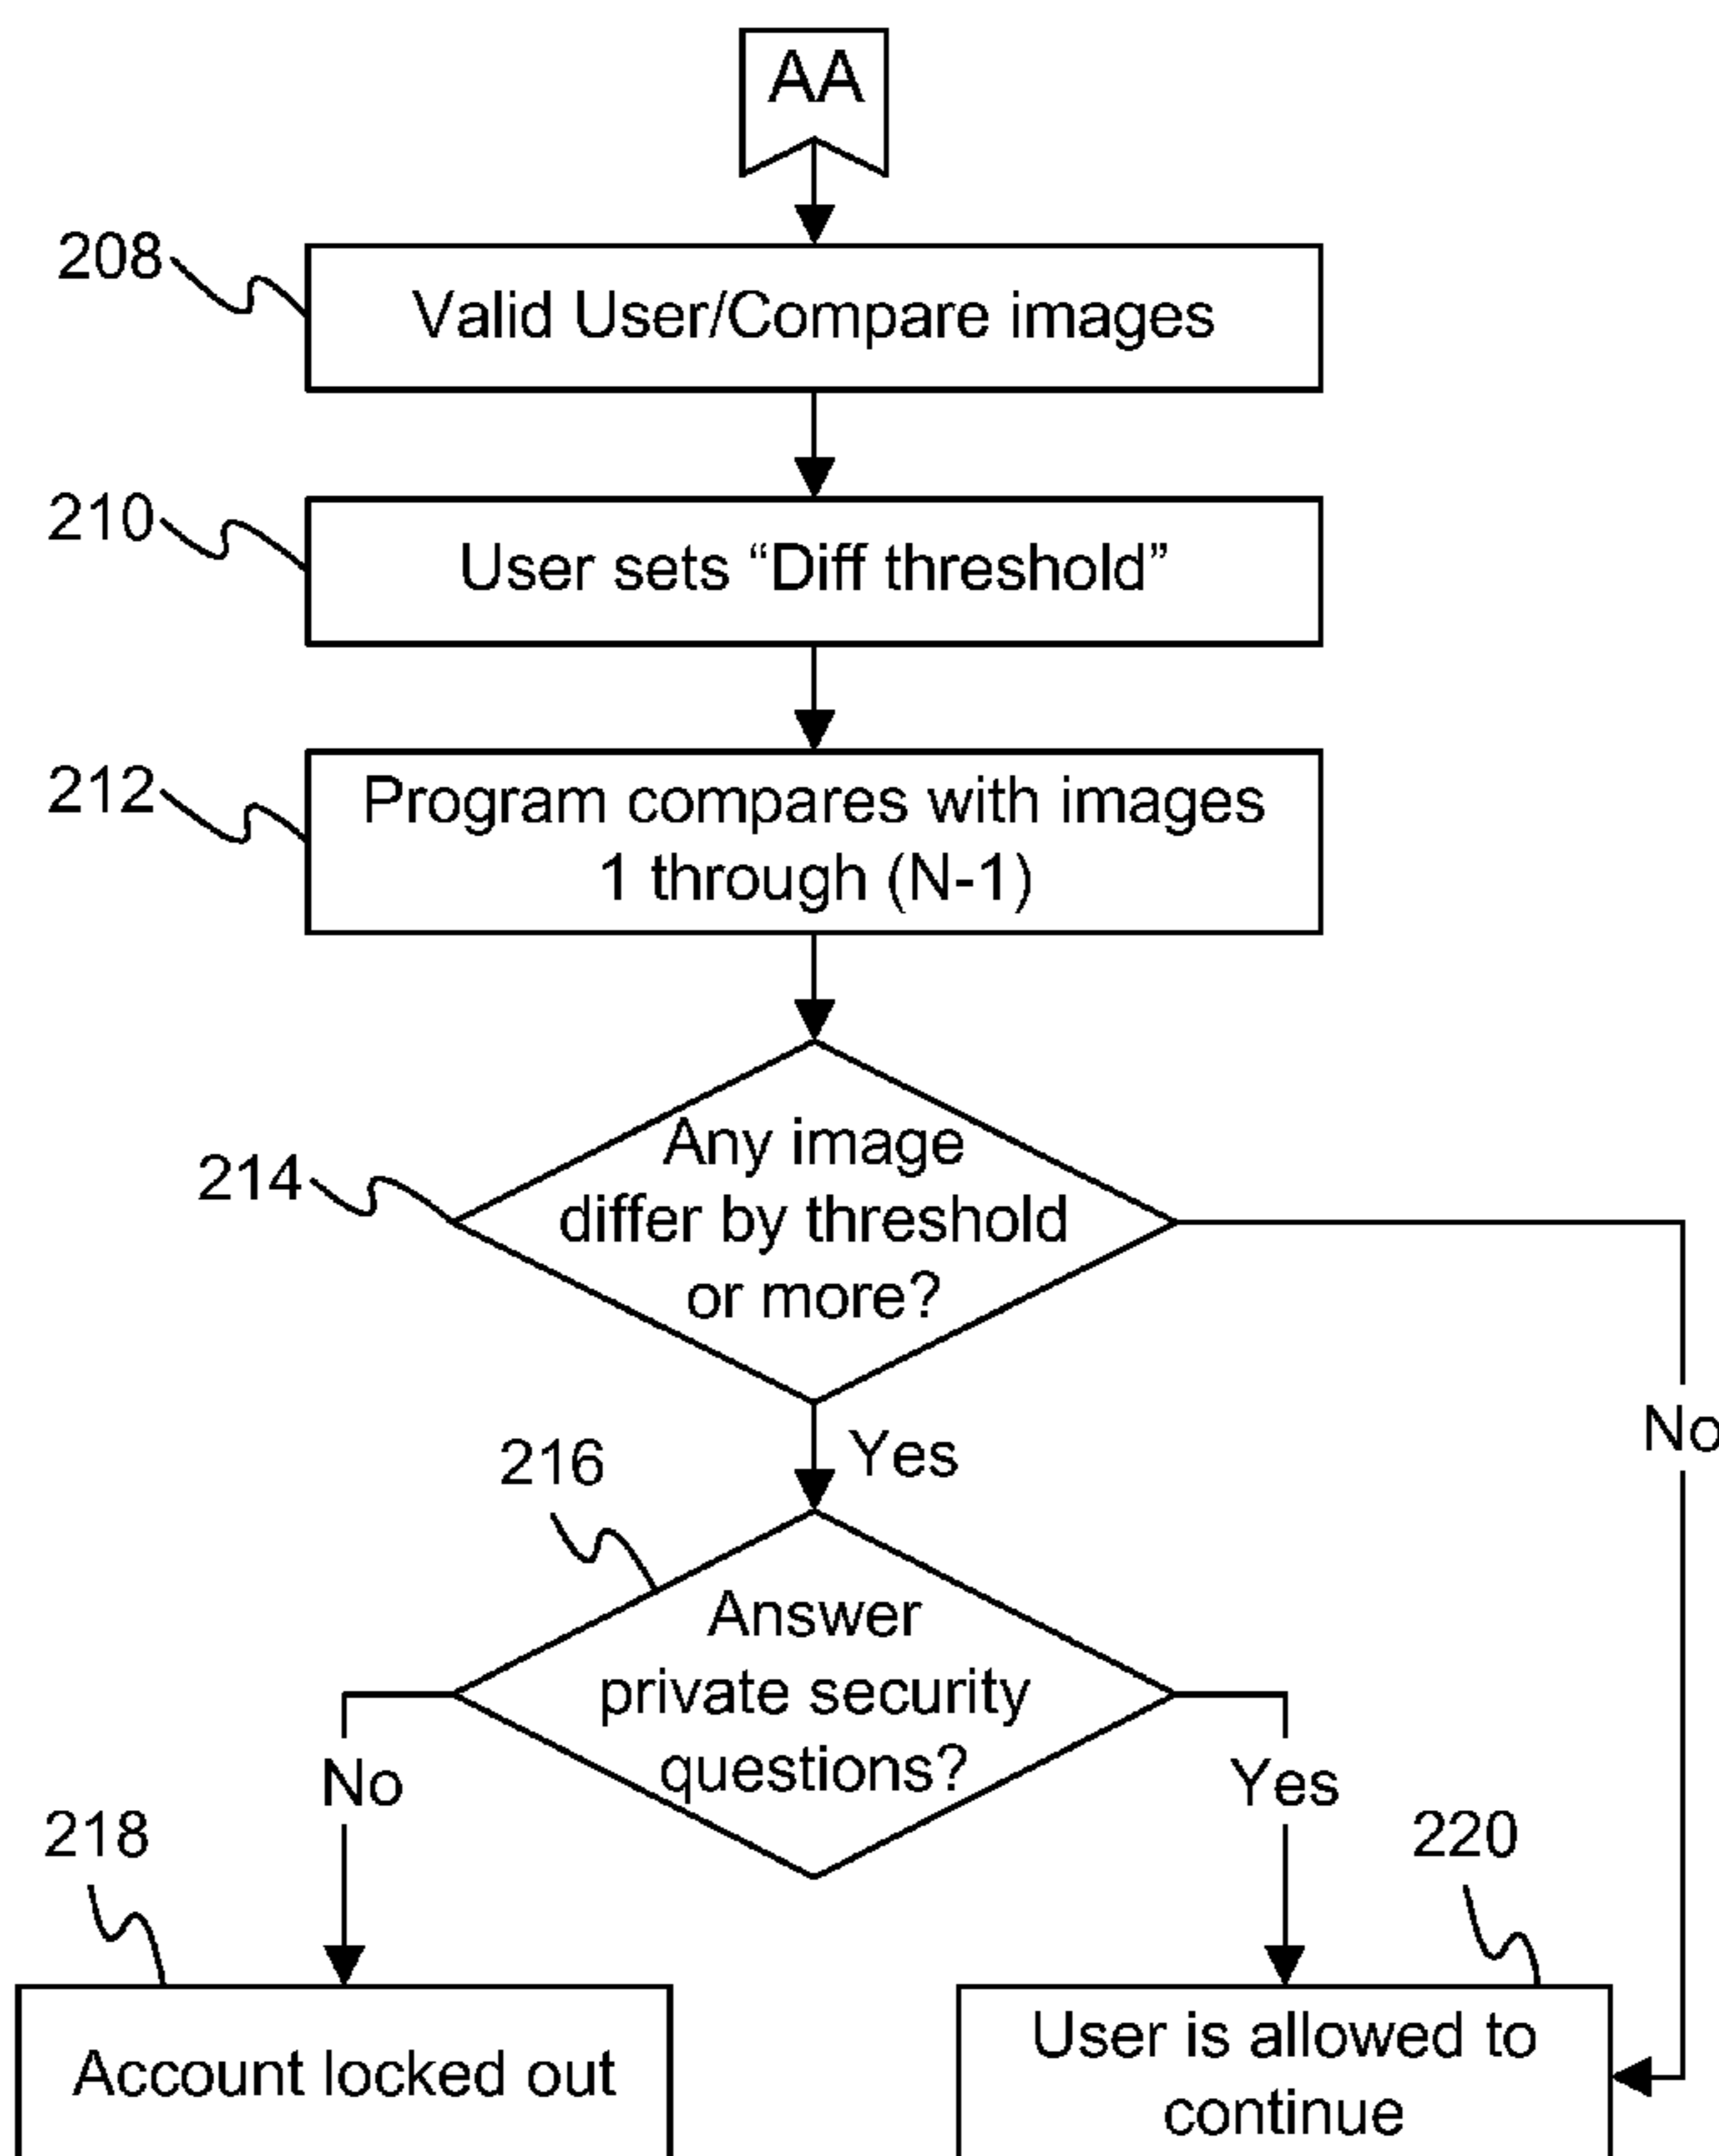 AA
208
Valid User/Compare images
210
User sets “Diff threshold”
212
Program compares with images
1 through (N-1)
214
Any image
differ by threshold
or more?
No
216
Yes
Answer
private security
questions?
No
Yes
218
220
Account locked out
User is allowed to
continue